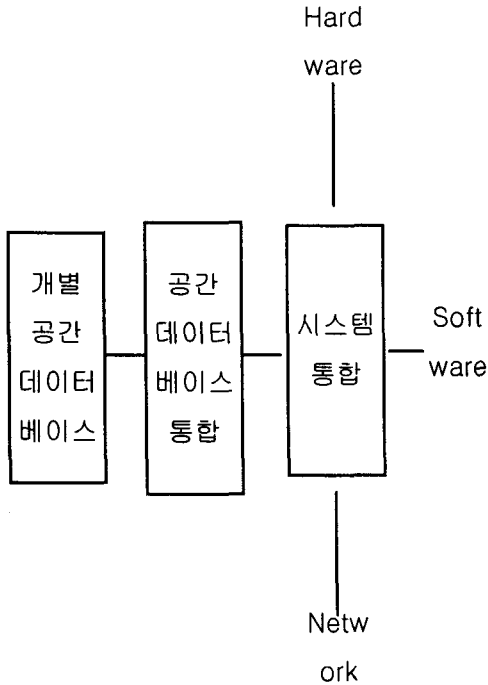 Hard
ware
개별
공간
데이터
베이스
공간
데이터
베이스
통합
시스템
통합
Soft
ware
Netw
ork